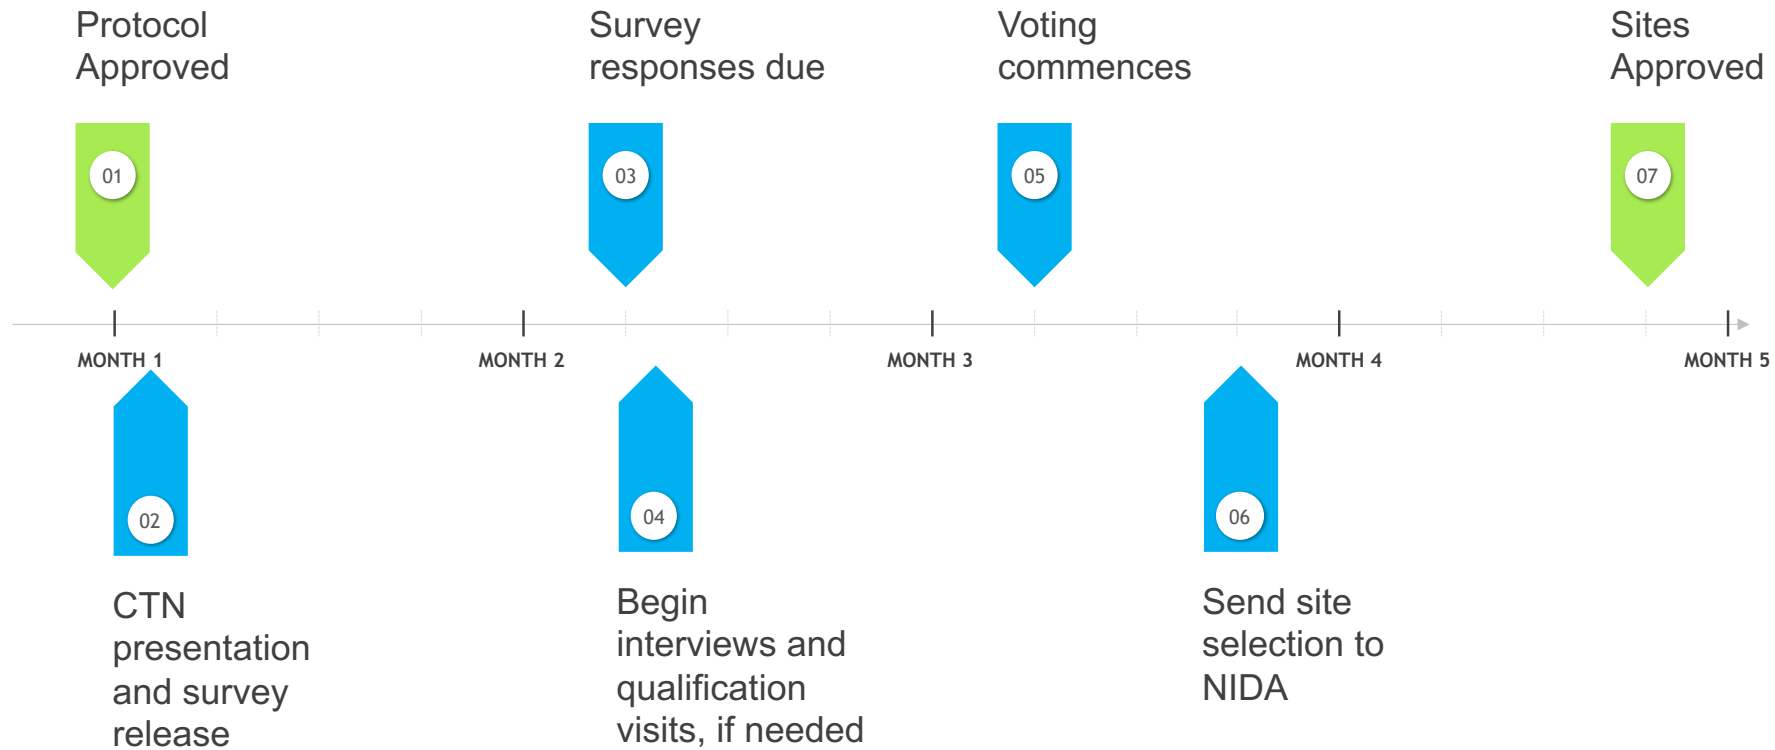 Protocol
Approved
Survey
responses due
Voting
commences
Sites
Approved
01
03
05
07
MONTH 1
MONTH 2
MONTH 3
MONTH 4
MONTH 5
02
04
06
CTN
presentation
and survey
release
Begin
interviews and
qualification
visits, if needed
Send site
selection to
NIDA